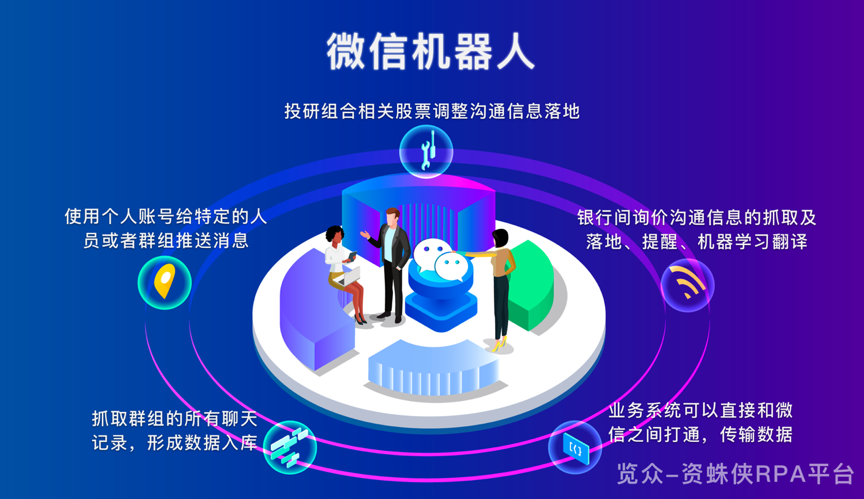 微信机器人
投研组合相关股票调整沟通信息落地
使用个人账号给特定的人
员或者群组推送消息
银行间询价沟通信息的抓取及
落地、提醒、机器学习翻译
抓取群组的所有聊天
记录，形成数据入库
业务系统可以直接和微
信之间打通，传输数据
览众-资蛛侠RPA平台